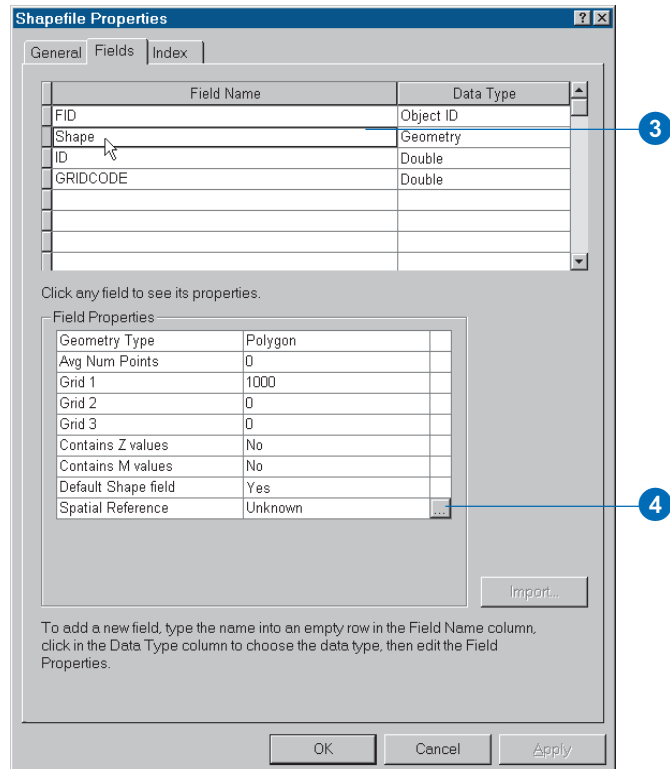 Shapefile Properties
General Fields Index
Field Name Data Type
FID Object ID
Shape Geometry
3
ID Double
GRIDCODE Double
Click any field to see its properties.
Field Properties
Geometry Type Polygon
Avg Num Points 0
Grid 1 1000
Grid 2 0
Grid 3 0
Contains Z values No
Contains M values No
Default Shape field Yes
Spatial Reference Unknown ...
4
Import...
To add a new field, type the name into an empty row in the Field Name column,
click in the Data Type column to choose the data type, then edit the Field
Properties.
OK Cancel Apply